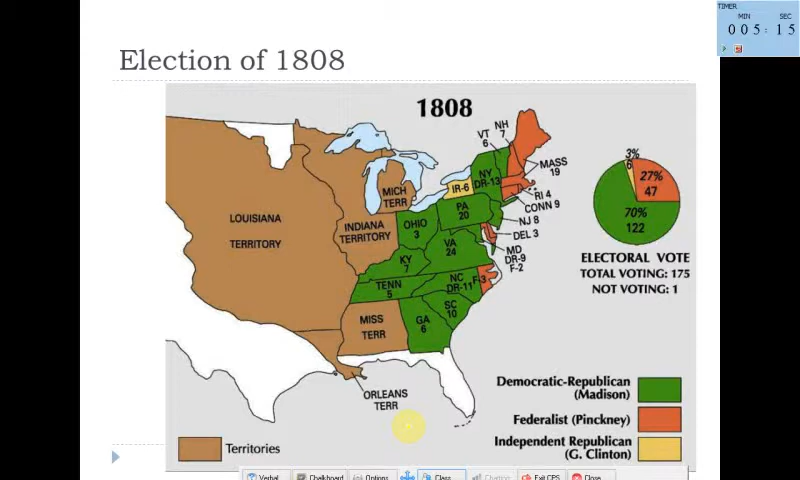 TIMER
MIN SEC
005:15
Election of 1808
1808
NH
7
VT
6
MASS
19
NY
DR-13
IR-6
MICH
TERR
RI 4
CONN 9
PA
20
NJ 8
OHIO
3
INDIANA
TERRITORY
LOUISIANA
TERRITORY
DEL 3
VA
24
MD
DR-9
F-2
KY
7
NC
DR-11
F-3
TENN
5
SC
10
MISS
TERR
GA
6
ORLEANS
TERR
3%
6
27%
47
70%
122
ELECTORAL VOTE
TOTAL VOTING: 175
NOT VOTING: 1
Democratic-Republican
(Madison)
Federalist (Pinckney)
Independent Republican
(G. Clinton)
Territories
Verbal Chalkboard Options Class Charting Exit CPS Close